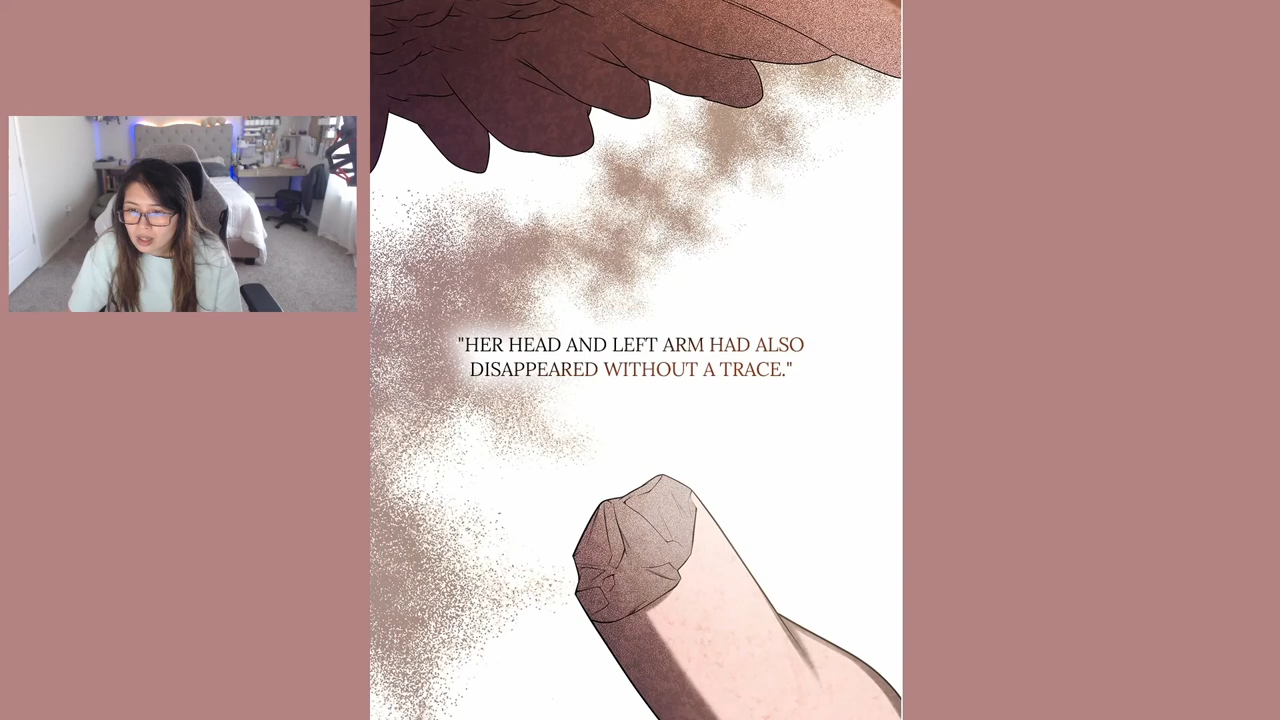 "HER HEAD AND LEFT ARM HAD ALSO
DISAPPEARED WITHOUT A TRACE."